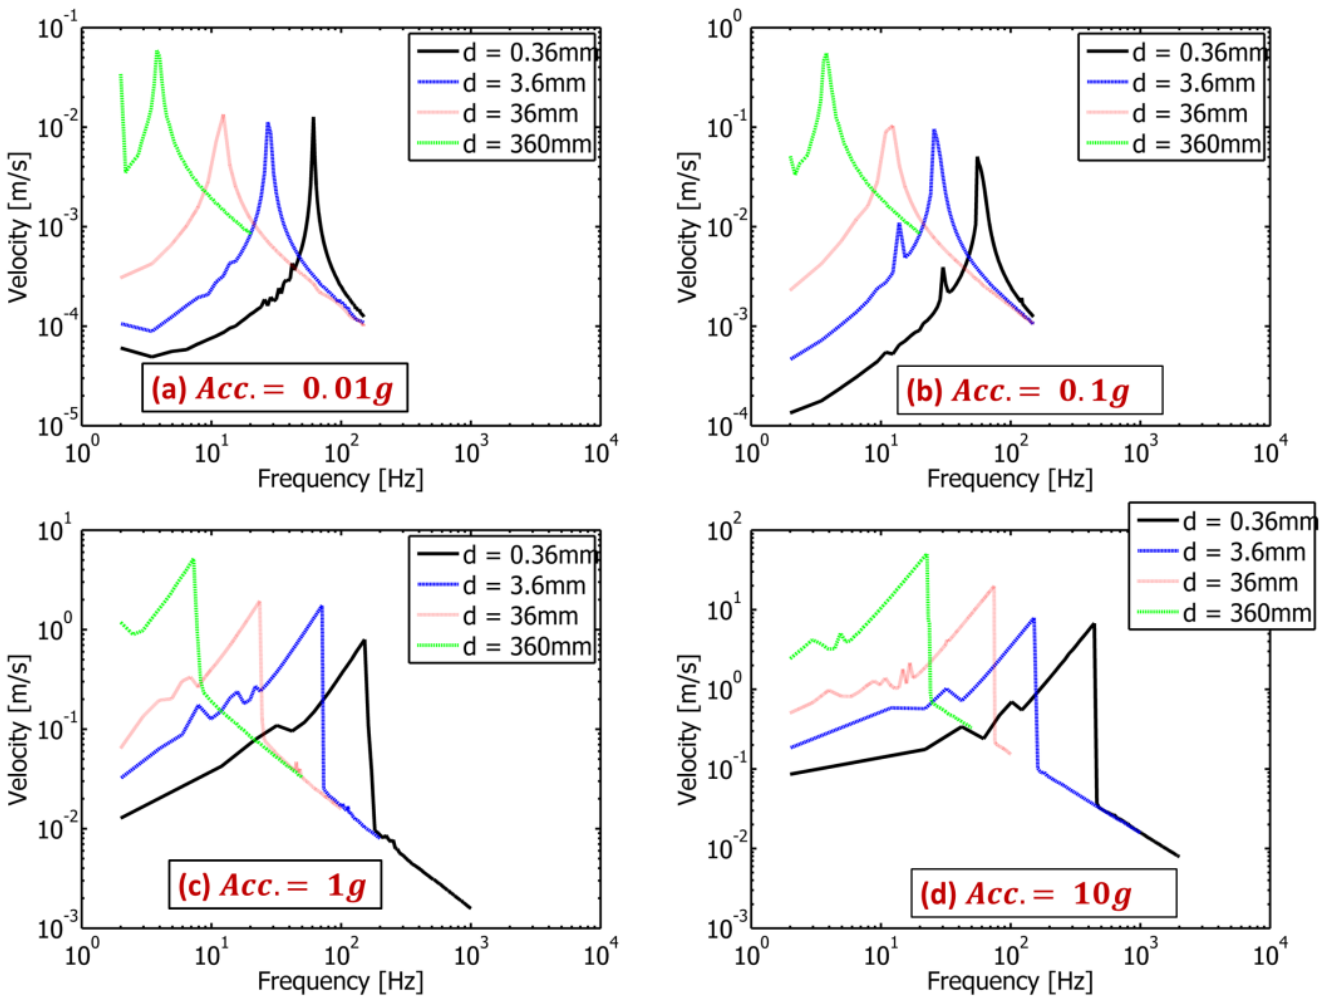 10^-1
10^-2
10^-3
10^-4
10^-5
Velocity [m/s]
d = 0.36mm
d = 3.6mm
d = 36mm
d = 360mm
(a) Acc. = 0.01g
10^0 10^1 10^2 10^3 10^4
Frequency [Hz]
10^0
10^-1
10^-2
10^-3
10^-4
Velocity [m/s]
d = 0.36mm
d = 3.6mm
d = 36mm
d = 360mm
(b) Acc. = 0.1g
10^0 10^1 10^2 10^3 10^4
Frequency [Hz]
10^1
10^0
10^-1
10^-2
10^-3
Velocity [m/s]
d = 0.36mm
d = 3.6mm
d = 36mm
d = 360mm
(c) Acc. = 1g
10^0 10^1 10^2 10^3 10^4
Frequency [Hz]
10^2
10^1
10^0
10^-1
10^-2
10^-3
Velocity [m/s]
d = 0.36mm
d = 3.6mm
d = 36mm
d = 360mm
(d) Acc. = 10g
10^0 10^1 10^2 10^3 10^4
Frequency [Hz]